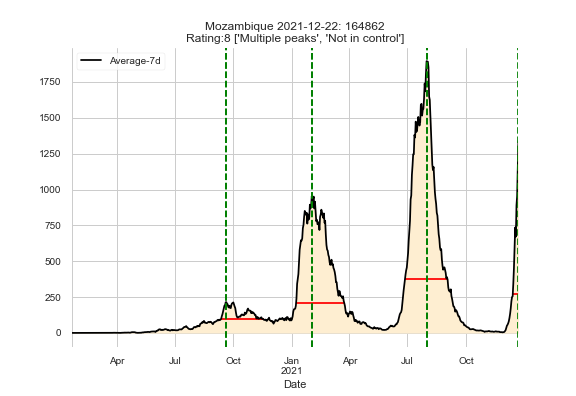 Mozambique 2021-12-22: 164862
Rating:8 ['Multiple peaks', 'Not in control']
Average-7d
1750
1500
1250
1000
750
500
250
0
Apr
Jul
Oct
Jan
2021
Apr
Jul
Oct
Date